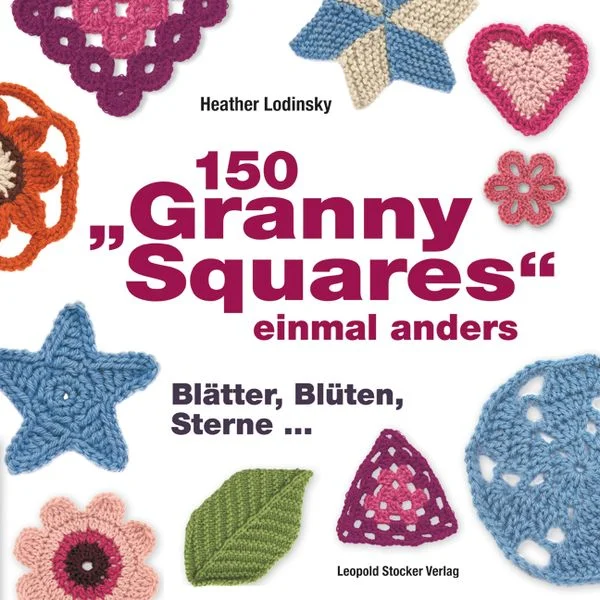 Heather Lodinsky
150
„Granny
Squares“
einmal anders
Blätter, Blüten,
Sterne ...
Leopold Stocker Verlag